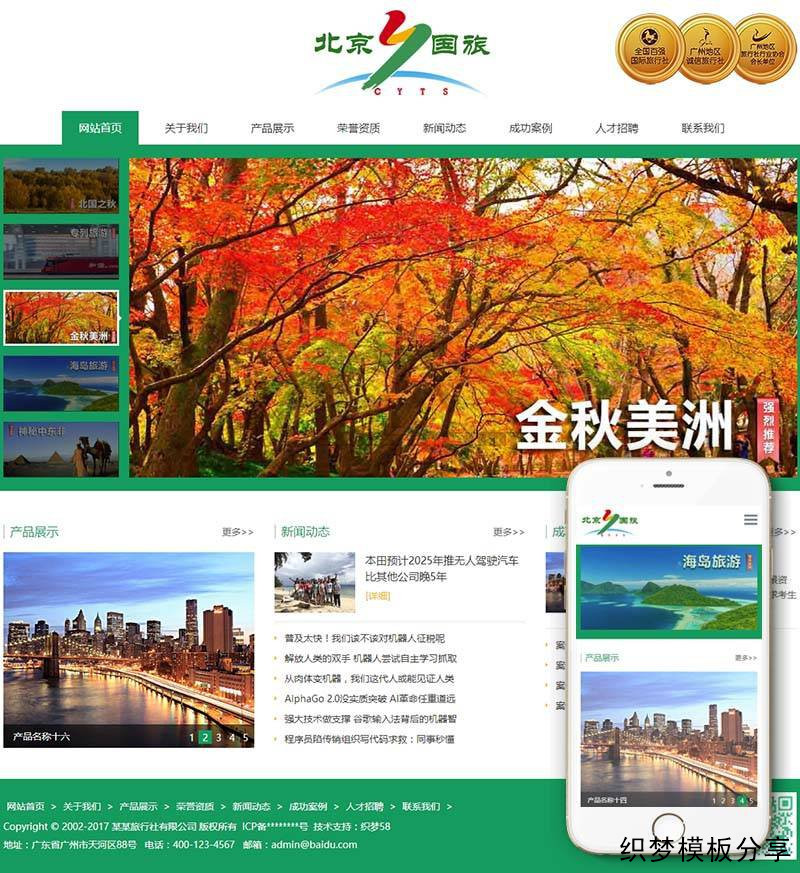 北京 国旅
CYTS
全国百强
国际旅行社
广州地区
诚信旅行社
广州地区
旅行社行业协会
会长单位
网站首页 关于我们 产品展示 荣誉资质 新闻动态 成功案例 人才招聘 联系我们
北国之秋
专列旅游
金秋美洲
海岛旅游
神秘中东非
金秋美洲
强烈推荐
产品展示 更多>>
新闻动态 更多>>
成 多>>
本田预计2025年推无人驾驶汽车
比其他公司晚5年
[详细]
普及太快！我们该不该对机器人征税呢
解放人类的双手 机器人尝试自主学习抓取
从肉体变机器，我们这代人或能见证人类
AlphaGo 2.0没实质突破 AI革命任重道远
强大技术做支撑 谷歌输入法背后的机器智
程序员陷传销组织写代码求救：同事秒懂
产品名称十六 1 2 3 4 5
案
案
案
案
考生
北京 国旅
海岛旅游
产品展示 更多>>
产品名称十四 1 2 3 4 5
网站首页 > 关于我们 > 产品展示 > 荣誉资质 > 新闻动态 > 成功案例 > 人才招聘 > 联系我们 >
Copyright © 2002-2017 某某旅行社有限公司 版权所有 ICP备********号 技术支持：织梦58
地址：广东省广州市天河区88号 电话：400-123-4567 邮箱：admin@baidu.com
织梦模板分享